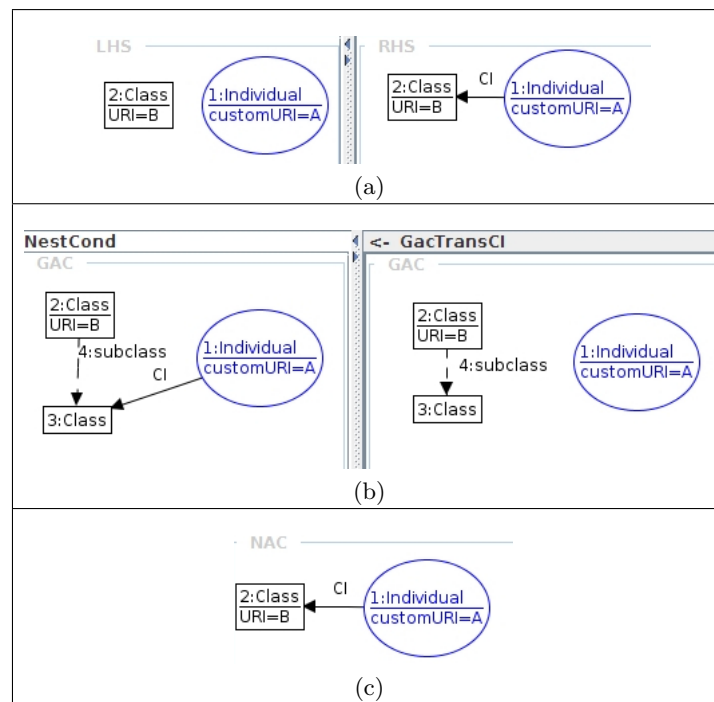 LHS RHS
2:Class
URI=B
1:Individual
customURI=A
CI
2:Class
URI=B
1:Individual
customURI=A
(a)
NestCond <- GacTransCI
GAC GAC
2:Class
URI=B
4:subclass
CI
1:Individual
customURI=A
3:Class
2:Class
URI=B
4:subclass
1:Individual
customURI=A
3:Class
(b)
NAC
2:Class
URI=B
CI
1:Individual
customURI=A
(c)